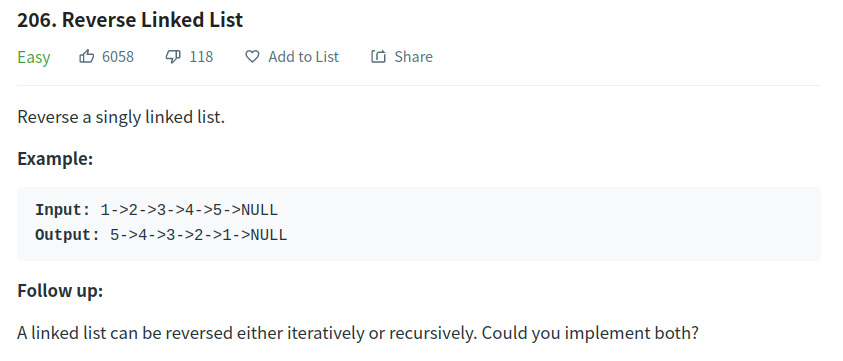 206. Reverse Linked List
Easy 6058 118 Add to List Share
Reverse a singly linked list.
Example:
Input: 1->2->3->4->5->NULL
Output: 5->4->3->2->1->NULL
Follow up:
A linked list can be reversed either iteratively or recursively. Could you implement both?